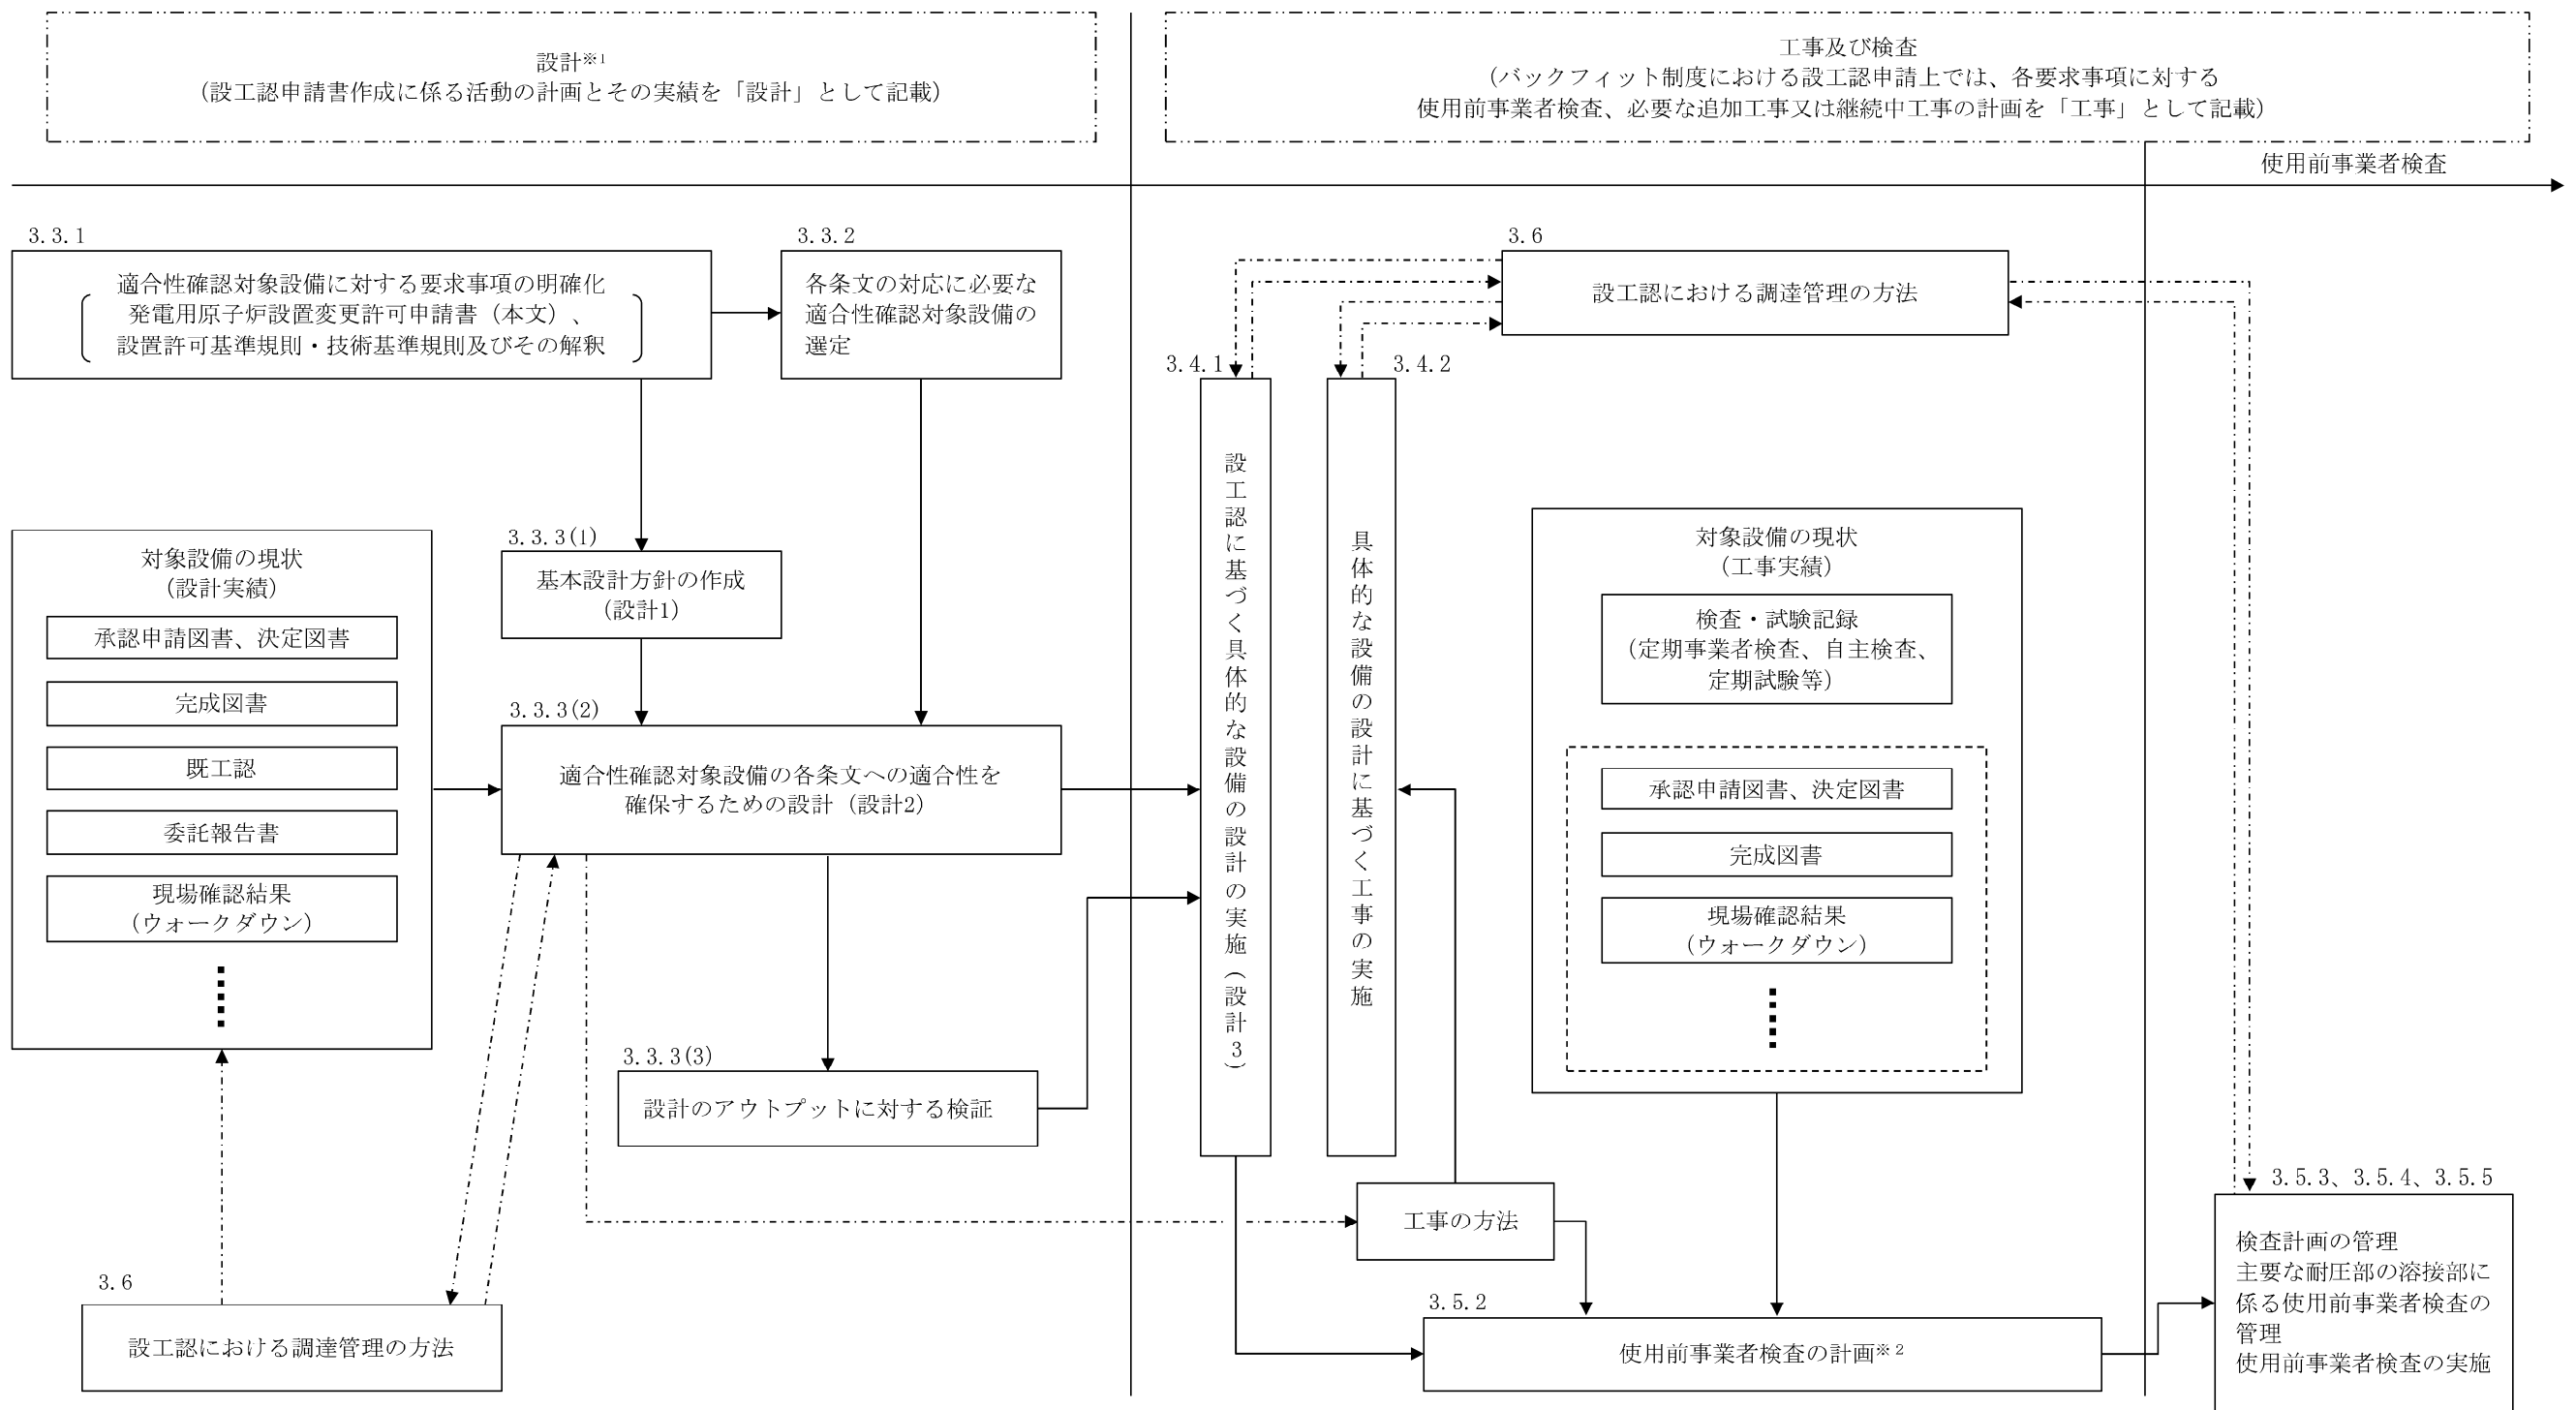 設計※1
（設工認申請書作成に係る活動の計画とその実績を「設計」として記載）
工事及び検査
（バックフィット制度における設工認申請上では、各要求事項に対する
使用前事業者検査、必要な追加工事又は継続中工事の計画を「工事」として記載）
使用前事業者検査
3.3.1
適合性確認対象設備に対する要求事項の明確化
発電用原子炉設置変更許可申請書（本文）、
設置許可基準規則・技術基準規則及びその解釈
3.3.2
各条文の対応に必要な
適合性確認対象設備の
選定
3.6
設工認における調達管理の方法
3.4.1
設工認に基づく具体的な設備の設計の実施（設計3）
3.4.2
具体的な設備の設計に基づく工事の実施
対象設備の現状
（設計実績）
承認申請図書、決定図書
完成図書
既工認
委託報告書
現場確認結果
（ウォークダウン）
3.3.3(1)
基本設計方針の作成
（設計1）
3.3.3(2)
適合性確認対象設備の各条文への適合性を
確保するための設計（設計2）
3.3.3(3)
設計のアウトプットに対する検証
3.6
設工認における調達管理の方法
対象設備の現状
（工事実績）
検査・試験記録
（定期事業者検査、自主検査、
定期試験等）
承認申請図書、決定図書
完成図書
現場確認結果
（ウォークダウン）
工事の方法
3.5.2
使用前事業者検査の計画※2
3.5.3、3.5.4、3.5.5
検査計画の管理
主要な耐圧部の溶接部に
係る使用前事業者検査の
管理
使用前事業者検査の実施